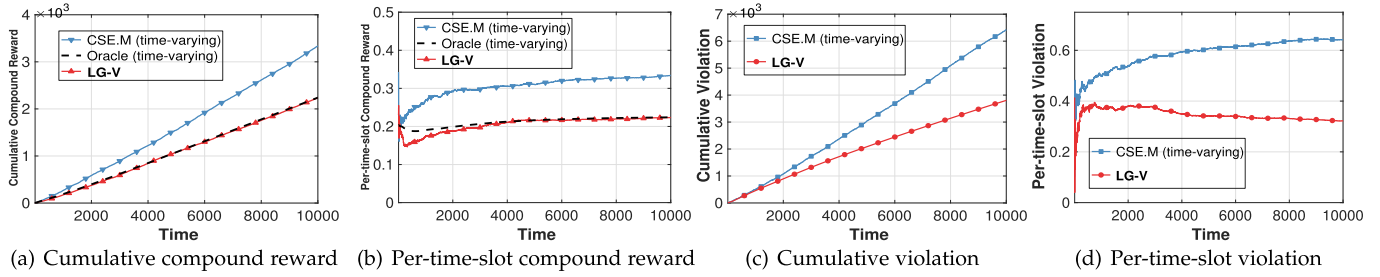 ×10³
Cumulative Compound Reward
4
3
2
1
0
CSE.M (time-varying)
Oracle (time-varying)
LG-V
2000 4000 6000 8000 10000
Time
(a) Cumulative compound reward
Per-time-slot Compound Reward
0.5
0.4
0.3
0.2
0.1
0
CSE.M (time-varying)
Oracle (time-varying)
LG-V
2000 4000 6000 8000 10000
Time
(b) Per-time-slot compound reward
×10³
Cumulative Violation
7
6
5
4
3
2
1
0
CSE.M (time-varying)
LG-V
2000 4000 6000 8000 10000
Time
(c) Cumulative violation
Per-time-slot Violation
0.6
0.4
0.2
0
CSE.M (time-varying)
LG-V
2000 4000 6000 8000 10000
Time
(d) Per-time-slot violation